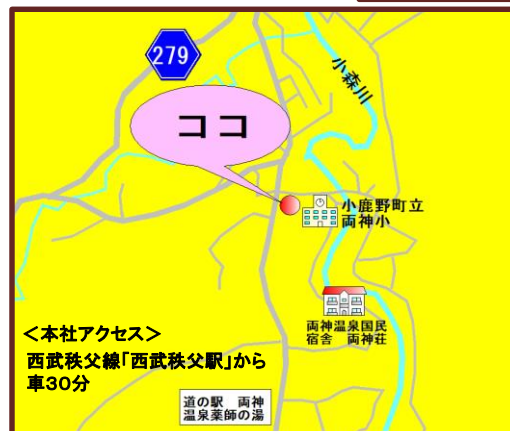 279
小森川
ココ
小鹿野町立
両神小
両神温泉国民
宿舎 両神荘
＜本社アクセス＞
西武秩父線「西武秩父駅」から
車30分
道の駅 両神
温泉薬師の湯